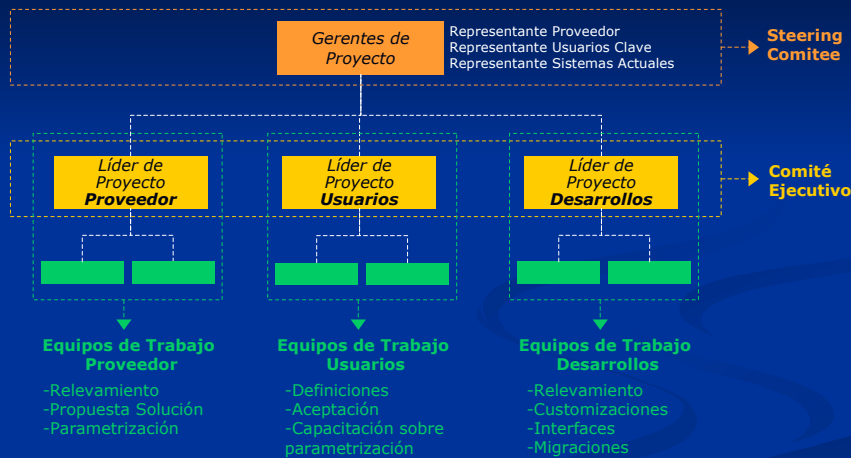 Gerentes de
Proyecto
Representante Proveedor
Representante Usuarios Clave
Representante Sistemas Actuales
Steering
Comitee
Líder de
Proyecto
Proveedor
Líder de
Proyecto
Usuarios
Líder de
Proyecto
Desarrollos
Comité
Ejecutivo
Equipos de Trabajo
Proveedor
-Relevamiento
-Propuesta Solución
-Parametrización
Equipos de Trabajo
Usuarios
-Definiciones
-Aceptación
-Capacitación sobre
parametrización
Equipos de Trabajo
Desarrollos
-Relevamiento
-Customizaciones
-Interfaces
-Migraciones